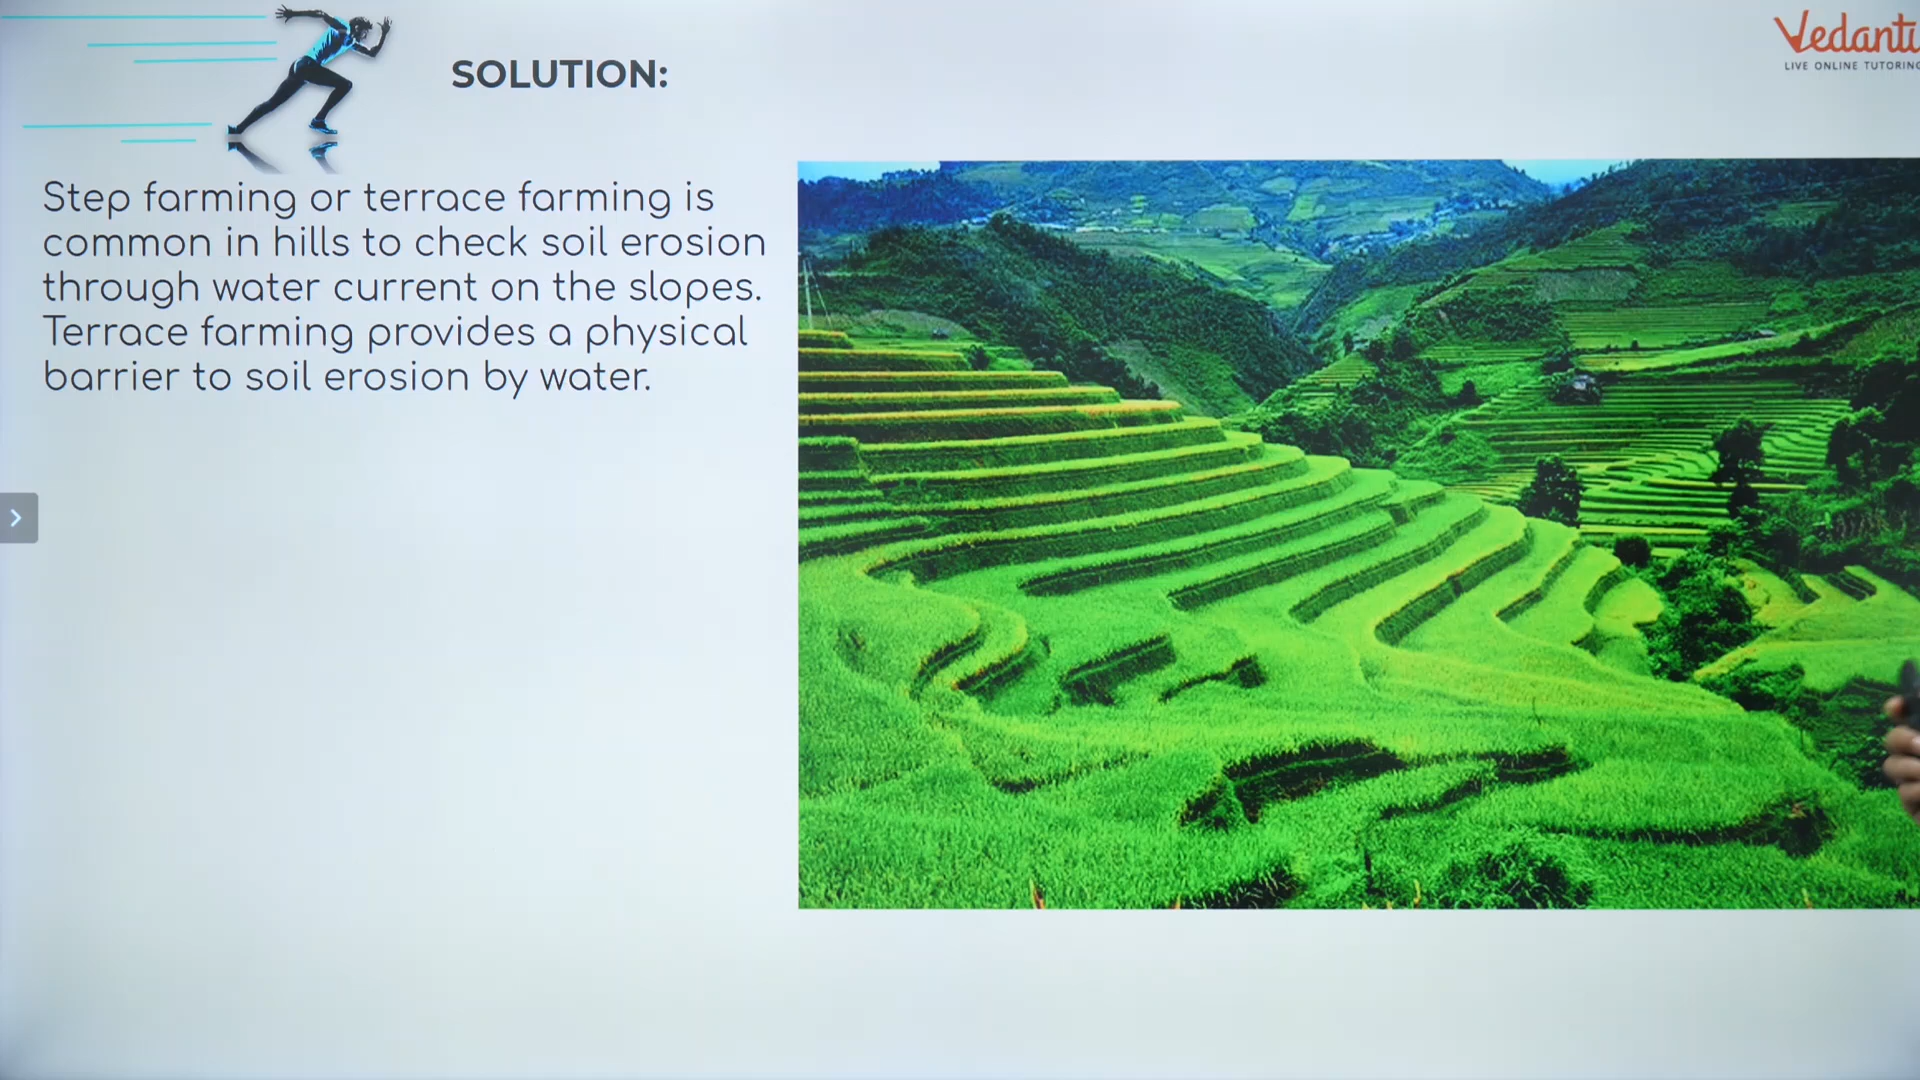 SOLUTION:
Vedantu
LIVE ONLINE TUTORING
Step farming or terrace farming is
common in hills to check soil erosion
through water current on the slopes.
Terrace farming provides a physical
barrier to soil erosion by water.